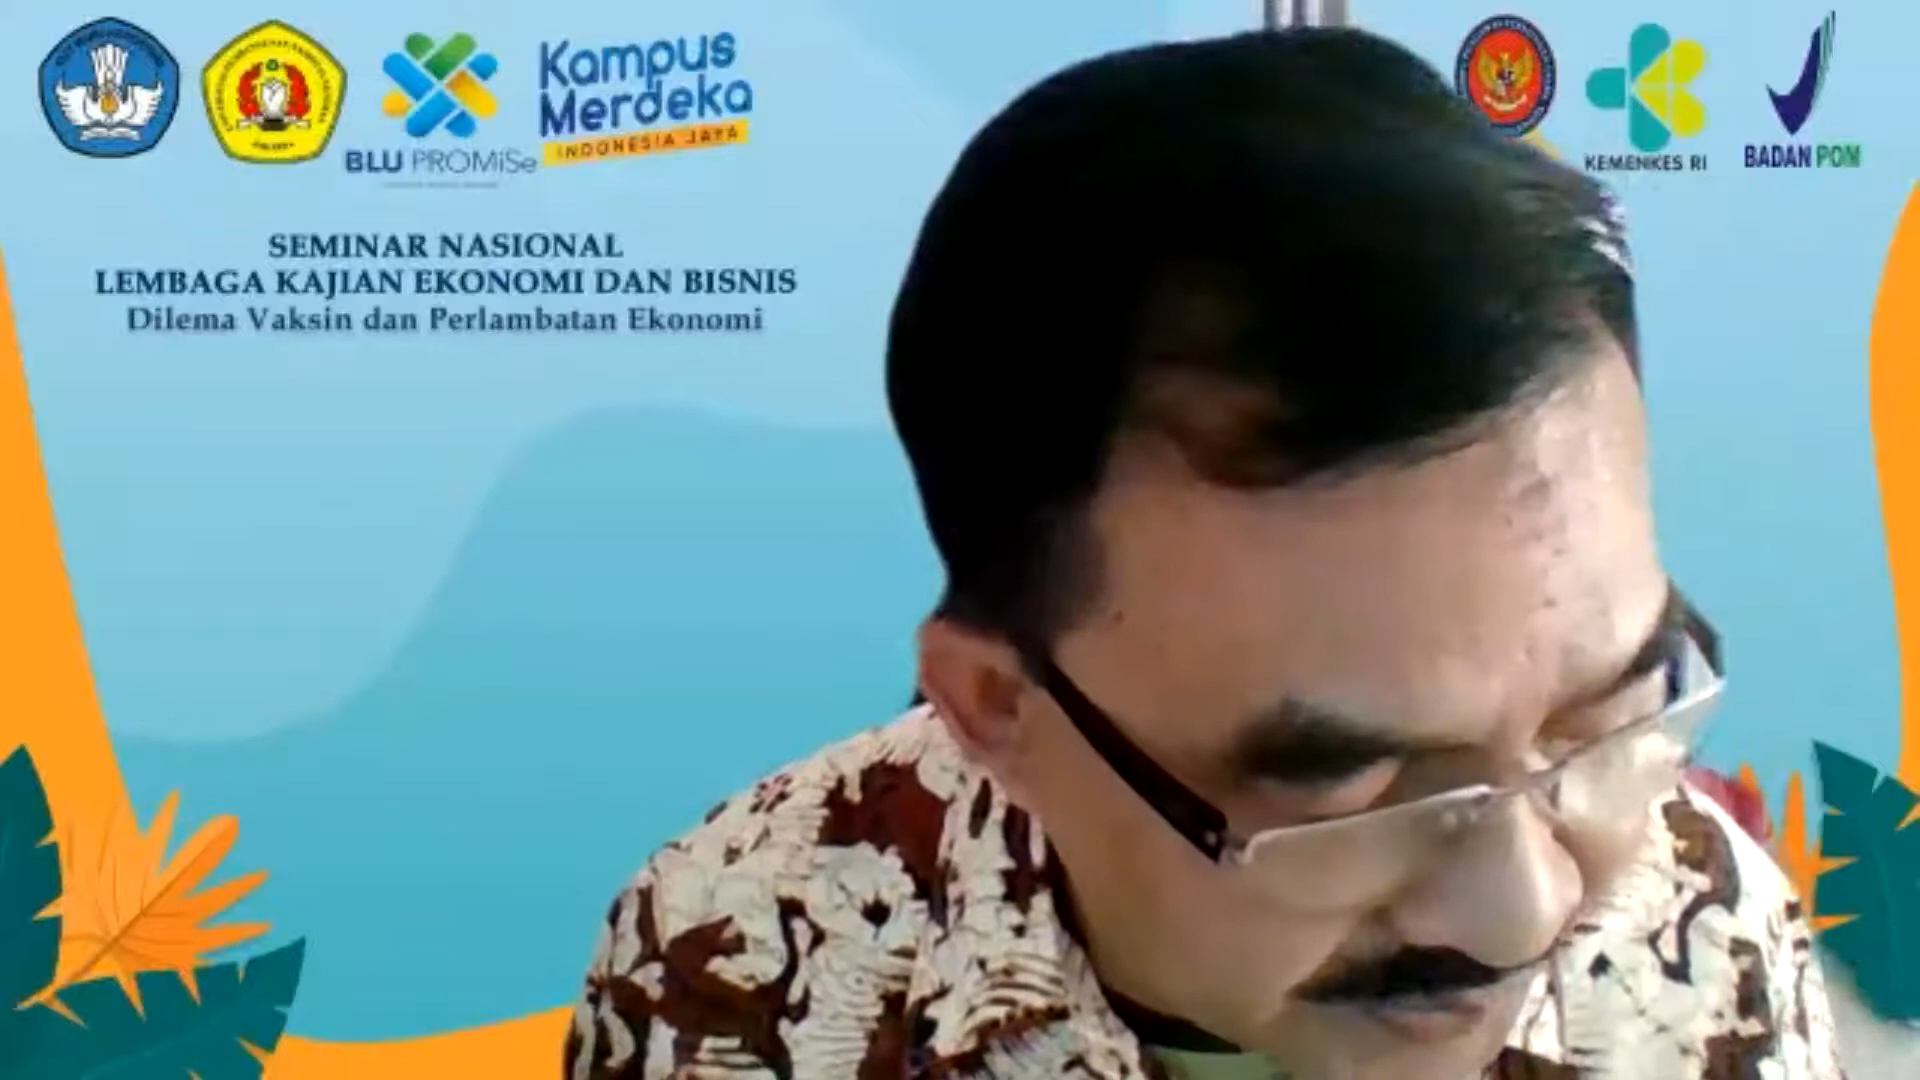 Kampus
Merdeka
INDONESIA JAYA
BLU PROMiSe
KEMENKES RI
BADAN POM
SEMINAR NASIONAL
LEMBAGA KAJIAN EKONOMI DAN BISNIS
Dilema Vaksin dan Perlambatan Ekonomi